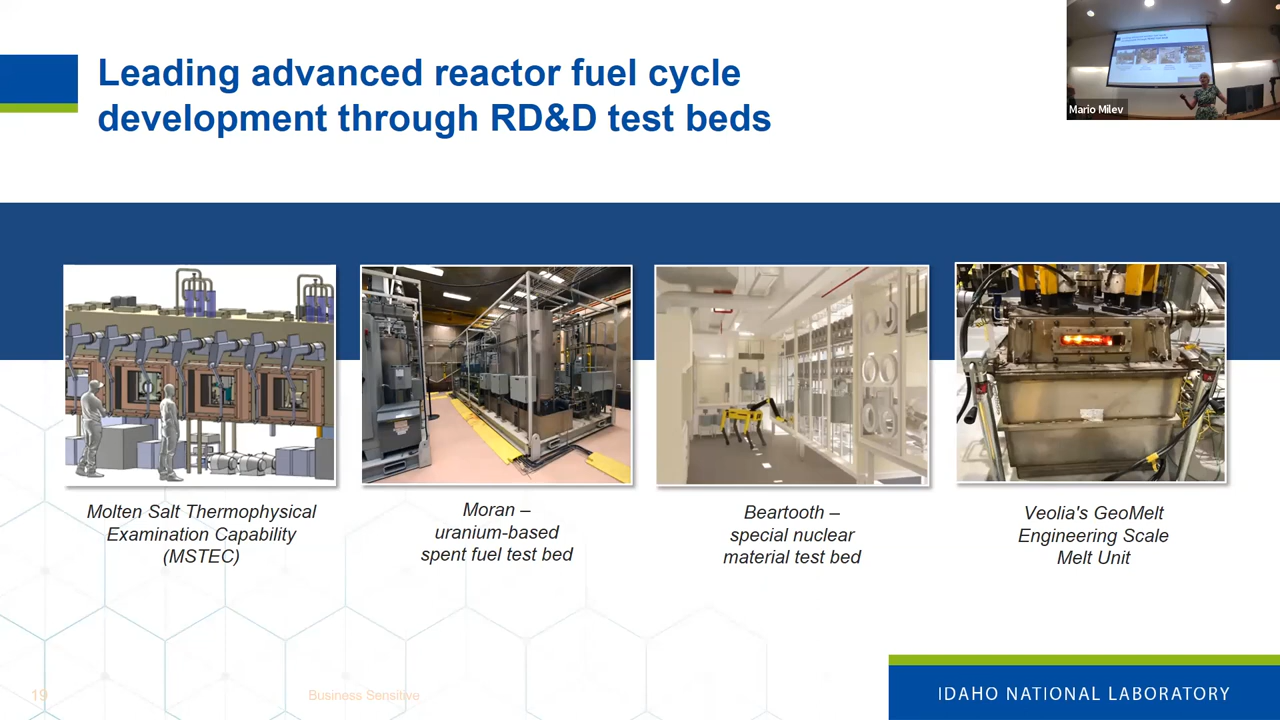 Leading advanced reactor fuel cycle
development through RD&D test beds
Mario Milev
Molten Salt Thermophysical
Examination Capability
(MSTEC)
Moran –
uranium-based
spent fuel test bed
Beartooth –
special nuclear
material test bed
Veolia's GeoMelt
Engineering Scale
Melt Unit
19
Business Sensitive
IDAHO NATIONAL LABORATORY